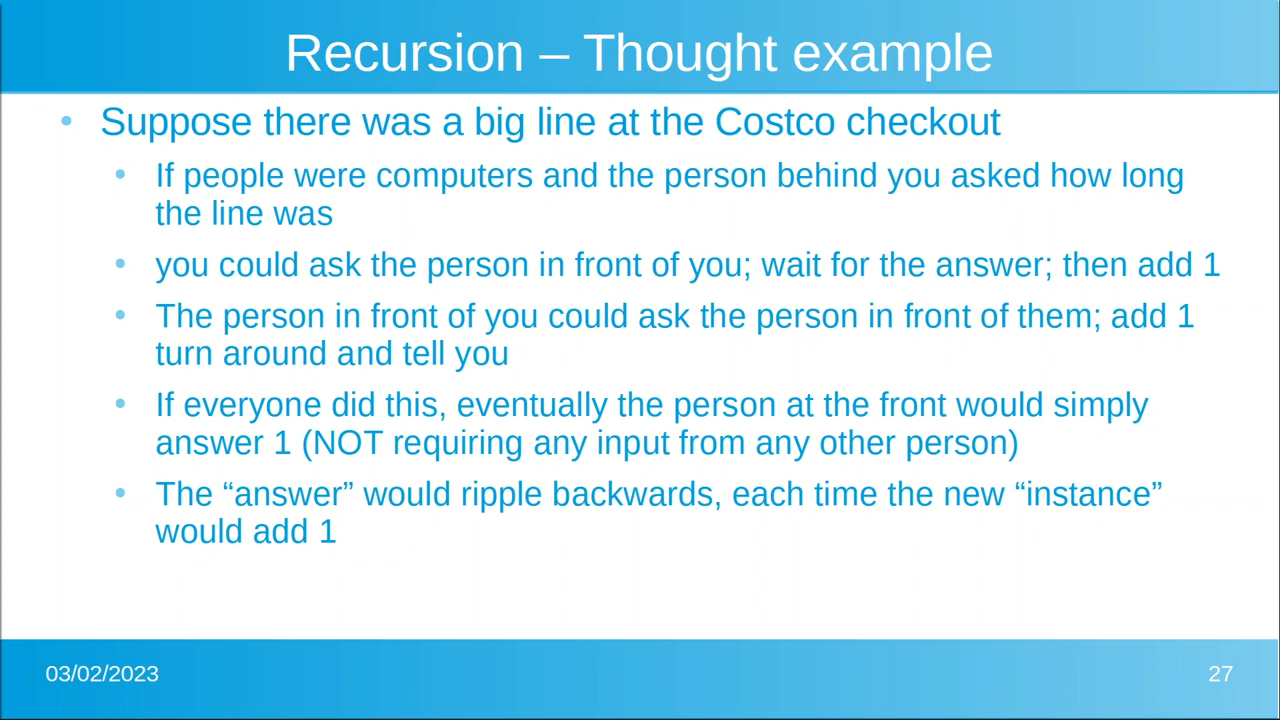 Recursion – Thought example
• Suppose there was a big line at the Costco checkout
• If people were computers and the person behind you asked how long
the line was
• you could ask the person in front of you; wait for the answer; then add 1
• The person in front of you could ask the person in front of them; add 1
turn around and tell you
• If everyone did this, eventually the person at the front would simply
answer 1 (NOT requiring any input from any other person)
• The “answer” would ripple backwards, each time the new “instance”
would add 1
03/02/2023
27